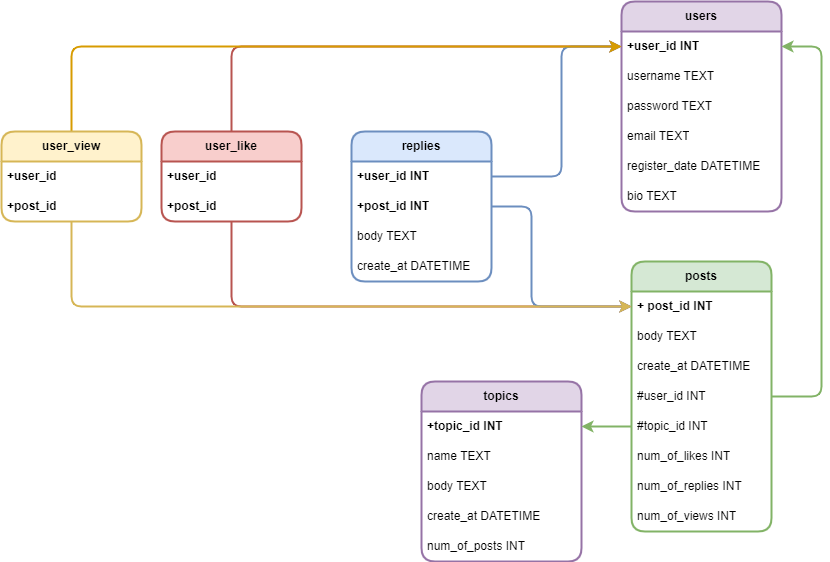 users
+user_id INT
username TEXT
password TEXT
email TEXT
register_date DATETIME
bio TEXT
user_view
+user_id
+post_id
user_like
+user_id
+post_id
replies
+user_id INT
+post_id INT
body TEXT
create_at DATETIME
posts
+ post_id INT
body TEXT
create_at DATETIME
#user_id INT
#topic_id INT
num_of_likes INT
num_of_replies INT
num_of_views INT
topics
+topic_id INT
name TEXT
body TEXT
create_at DATETIME
num_of_posts INT